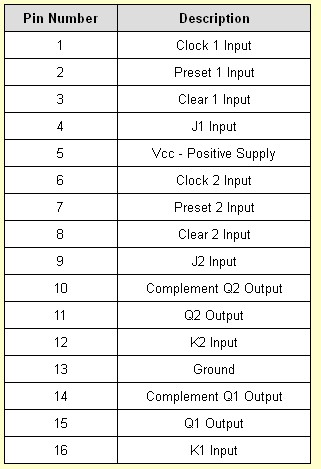 Pin Number Description
1 Clock 1 Input
2 Preset 1 Input
3 Clear 1 Input
4 J1 Input
5 Vcc - Positive Supply
6 Clock 2 Input
7 Preset 2 Input
8 Clear 2 Input
9 J2 Input
10 Complement Q2 Output
11 Q2 Output
12 K2 Input
13 Ground
14 Complement Q1 Output
15 Q1 Output
16 K1 Input